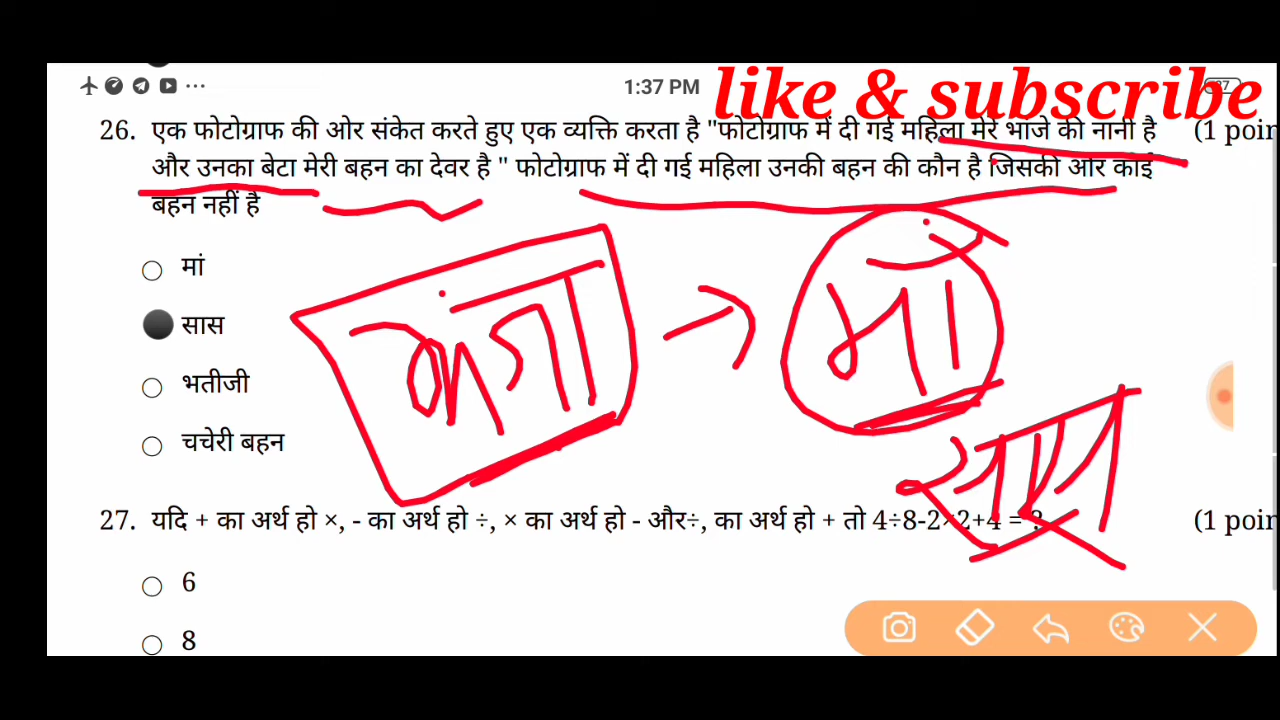 1:37 PM
like & subscribe
26. एक फोटोग्राफ की ओर संकेत करते हुए एक व्यक्ति करता है "फोटोग्राफ में दी गई महिला मेरे भांजे की नानी है (1 poin
और उनका बेटा मेरी बहन का देवर है " फोटोग्राफ में दी गई महिला उनकी बहन की कौन है जिसकी और कोई
बहन नहीं है
मां
सास
भतीजी
चचेरी बहन
27. यदि + का अर्थ हो ×, - का अर्थ हो ÷, × का अर्थ हो - और÷, का अर्थ हो + तो 4÷8-2×2+4 = ? (1 poin
6
8